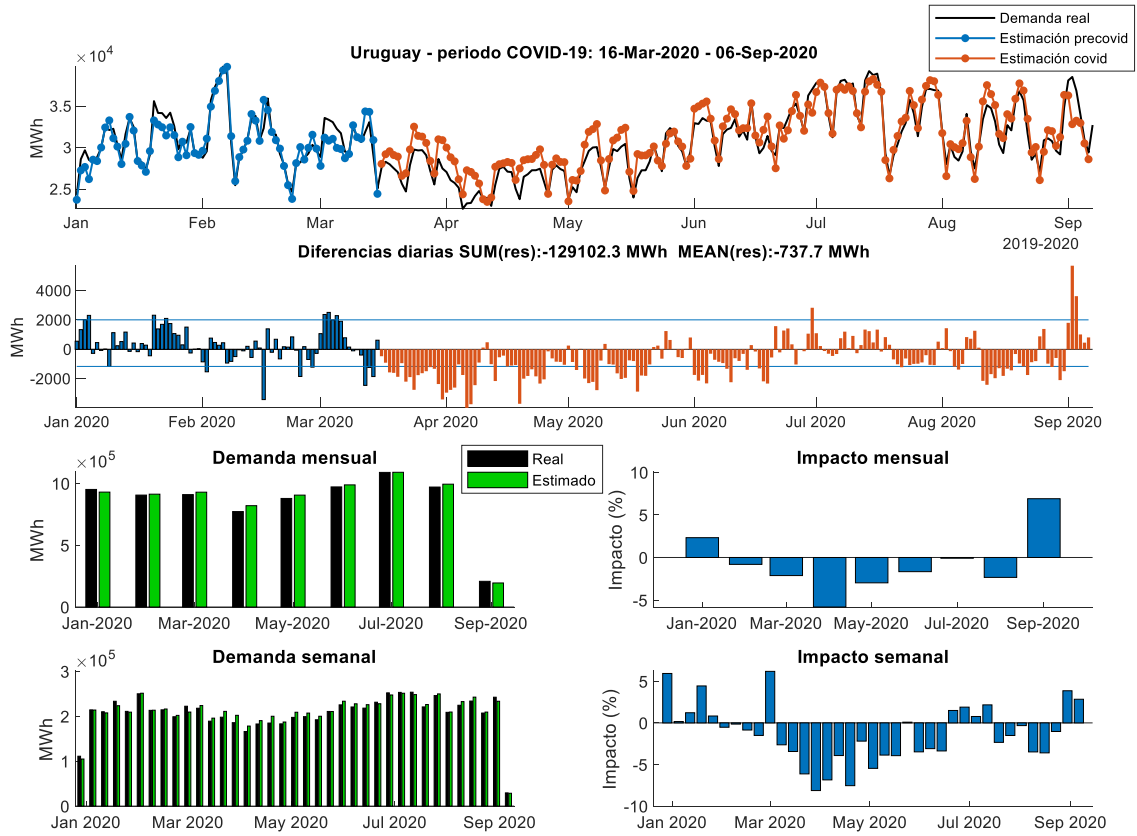 Demanda real
Estimación precovid
Estimación covid
Uruguay - periodo COVID-19: 16-Mar-2020 - 06-Sep-2020
×10^4
MWh
3.5
3
2.5
Jan Feb Mar Apr May Jun Jul Aug Sep
2019-2020
Diferencias diarias SUM(res):-129102.3 MWh MEAN(res):-737.7 MWh
MWh
4000
2000
0
-2000
Jan 2020 Feb 2020 Mar 2020 Apr 2020 May 2020 Jun 2020 Jul 2020 Aug 2020 Sep 2020
Demanda mensual
×10^5
MWh
10
5
0
Jan-2020 Mar-2020 May-2020 Jul-2020 Sep-2020
Real
Estimado
Impacto mensual
Impacto (%)
10
5
0
-5
Jan-2020 Mar-2020 May-2020 Jul-2020 Sep-2020
Demanda semanal
×10^5
MWh
3
2
1
0
Jan 2020 Mar 2020 May 2020 Jul 2020 Sep 2020
Impacto semanal
Impacto (%)
5
0
-5
-10
Jan 2020 Mar 2020 May 2020 Jul 2020 Sep 2020